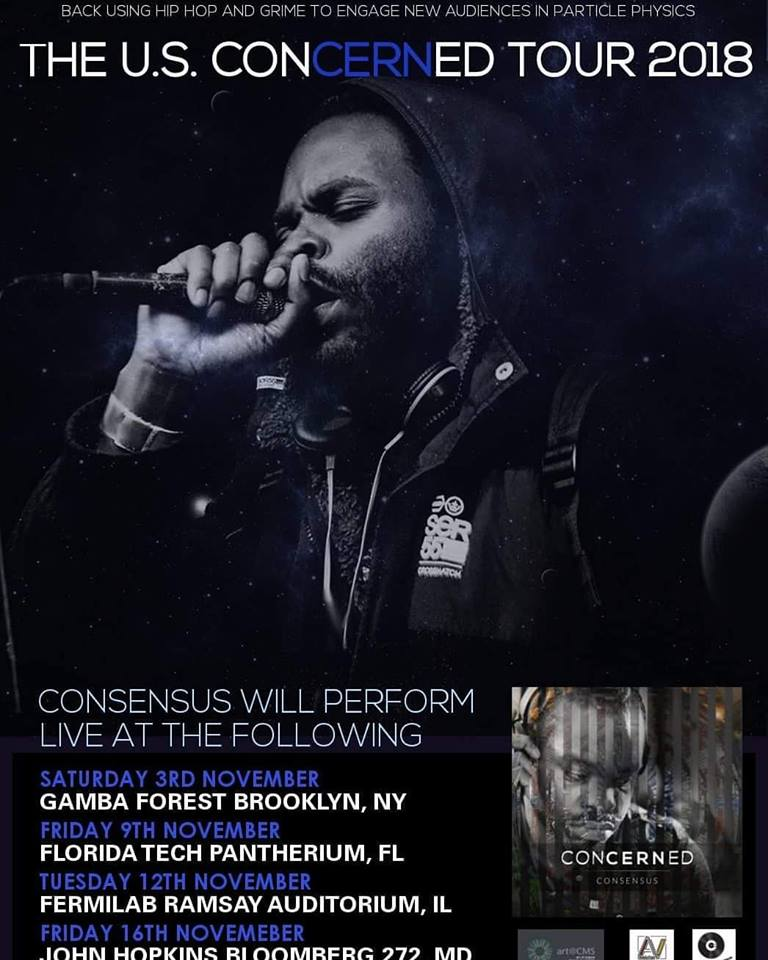 BACK USING HIP HOP AND GRIME TO ENGAGE NEW AUDIENCES IN PARTICLE PHYSICS
THE U.S. CONCERNED TOUR 2018
CONSENSUS WILL PERFORM
LIVE AT THE FOLLOWING
SATURDAY 3RD NOVEMBER
GAMBA FOREST BROOKLYN, NY
FRIDAY 9TH NOVEMBER
FLORIDA TECH PANTHERIUM, FL
TUESDAY 12TH NOVEMBER
FERMILAB RAMSAY AUDITORIUM, IL
FRIDAY 16TH NOVEMEBER
JOHN HOPKINS BLOOMBERG 272, MD
CONCERNED
CONSENSUS
art@CMS
AV